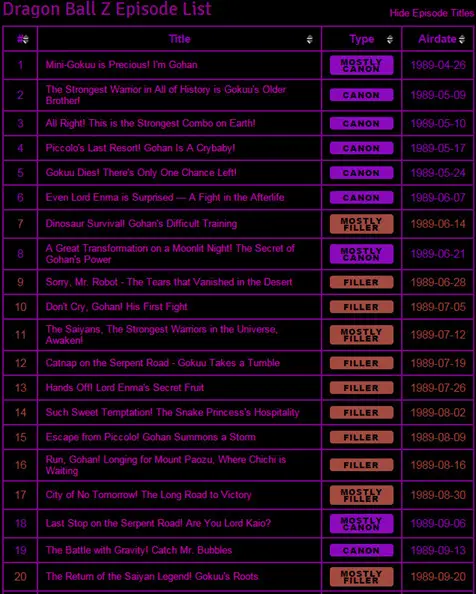 Dragon Ball Z Episode List
Hide Episode Titles
# Title Type Airdate
1 Mini-Gokuu is Precious! I'm Gohan MOSTLY CANON 1989-04-26
2 The Strongest Warrior in All of History is Gokuu's Older Brother! CANON 1989-05-09
3 All Right! This is the Strongest Combo on Earth! CANON 1989-05-10
4 Piccolo's Last Resort! Gohan Is A Crybaby! CANON 1989-05-17
5 Gokuu Dies! There's Only One Chance Left! CANON 1989-05-24
6 Even Lord Enma is Surprised — A Fight in the Afterlife CANON 1989-06-07
7 Dinosaur Survival! Gohan's Difficult Training MOSTLY FILLER 1989-06-14
8 A Great Transformation on a Moonlit Night! The Secret of Gohan's Power MOSTLY CANON 1989-06-21
9 Sorry, Mr. Robot - The Tears that Vanished in the Desert FILLER 1989-06-28
10 Don't Cry, Gohan! His First Fight FILLER 1989-07-05
11 The Saiyans, The Strongest Warriors in the Universe, Awaken! MOSTLY FILLER 1989-07-12
12 Catnap on the Serpent Road - Gokuu Takes a Tumble FILLER 1989-07-19
13 Hands Off! Lord Enma's Secret Fruit FILLER 1989-07-26
14 Such Sweet Temptation! The Snake Princess's Hospitality FILLER 1989-08-02
15 Escape from Piccolo! Gohan Summons a Storm FILLER 1989-08-09
16 Run, Gohan! Longing for Mount Paozu, Where Chichi is Waiting FILLER 1989-08-16
17 City of No Tomorrow! The Long Road to Victory MOSTLY FILLER 1989-08-30
18 Last Stop on the Serpent Road! Are You Lord Kaio? MOSTLY CANON 1989-09-06
19 The Battle with Gravity! Catch Mr. Bubbles CANON 1989-09-13
20 The Return of the Saiyan Legend! Gokuu's Roots MOSTLY FILLER 1989-09-20